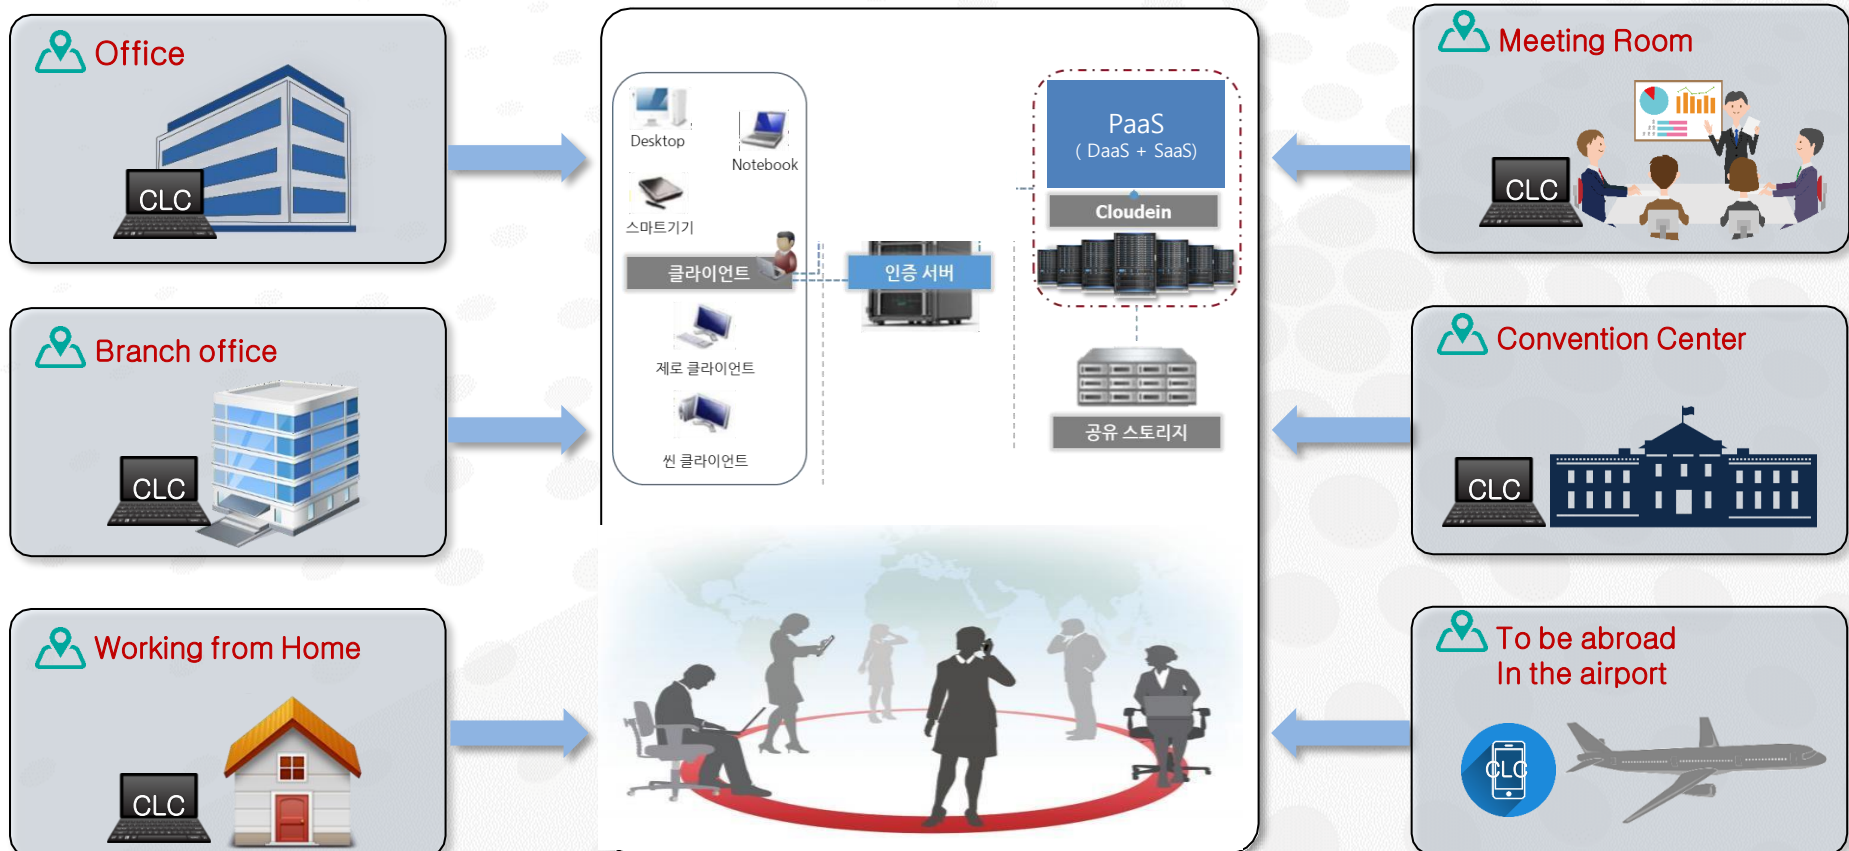 Office
CLC
Branch office
CLC
Working from Home
CLC
Desktop
Notebook
스마트기기
클라이언트
제로 클라이언트
씬 클라이언트
인증 서버
PaaS
( DaaS + SaaS)
Cloudein
공유 스토리지
Meeting Room
CLC
Convention Center
CLC
To be abroad
In the airport
CLC